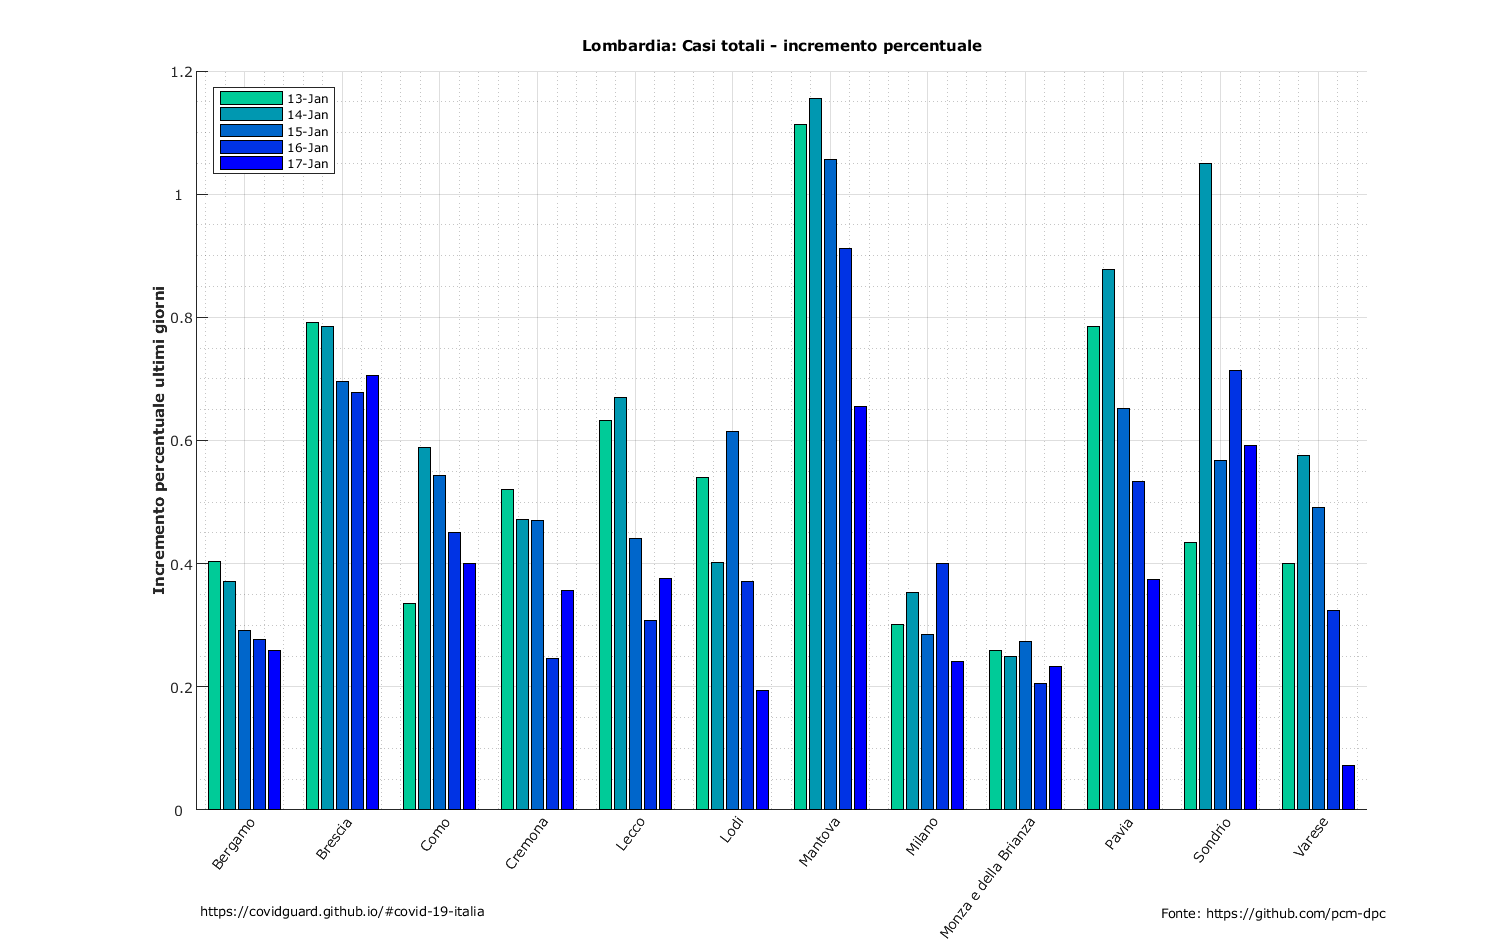 Lombardia: Casi totali - incremento percentuale
1.2
1
0.8
0.6
0.4
0.2
0
Incremento percentuale ultimi giorni
13-Jan
14-Jan
15-Jan
16-Jan
17-Jan
Bergamo
Brescia
Como
Cremona
Lecco
Lodi
Mantova
Milano
Monza e della Brianza
Pavia
Sondrio
Varese
https://covidguard.github.io/#covid-19-italia
Fonte: https://github.com/pcm-dpc